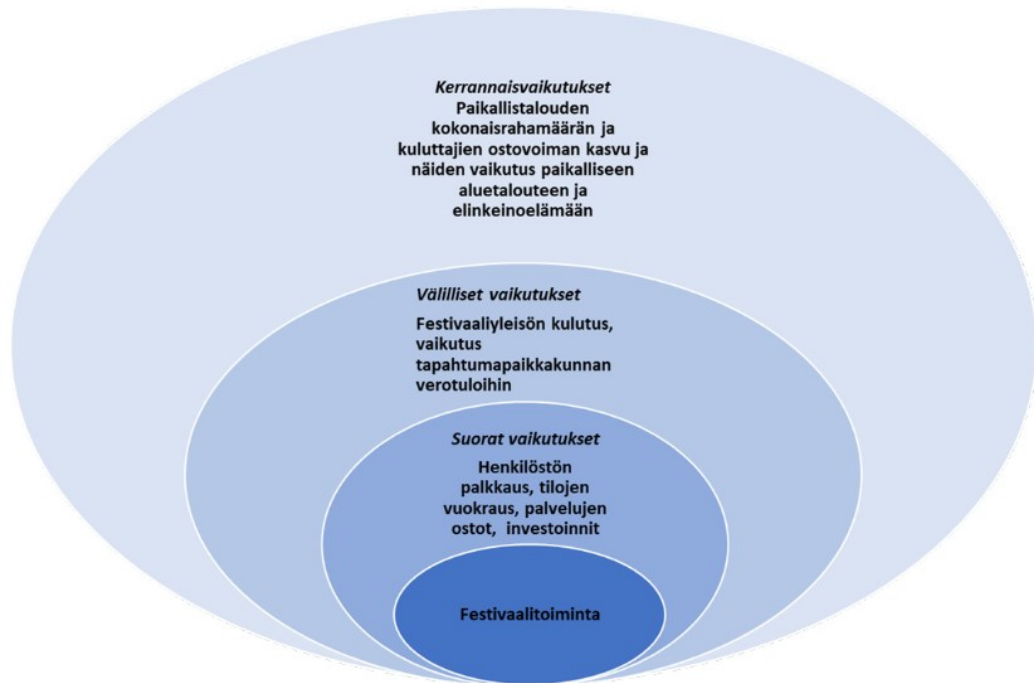 Kerrannaisvaikutukset
Paikallistalouden
kokonaisrahamäärän ja
kuluttajien ostovoiman kasvu ja
näiden vaikutus paikalliseen
aluetalouteen ja
elinkeinoelämään
Välilliset vaikutukset
Festivaaliyleisön kulutus,
vaikutus
tapahtumapaikkakunnan
verotuloihin
Suorat vaikutukset
Henkilöstön
palkkaus, tilojen
vuokraus, palvelujen
ostot, investoinnit
Festivaalitoiminta